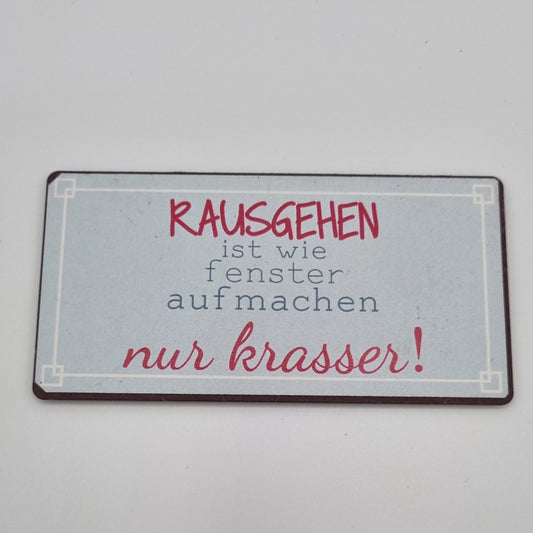 RAUSGEHEN
ist wie
fenster
aufmachen
nur krasser!